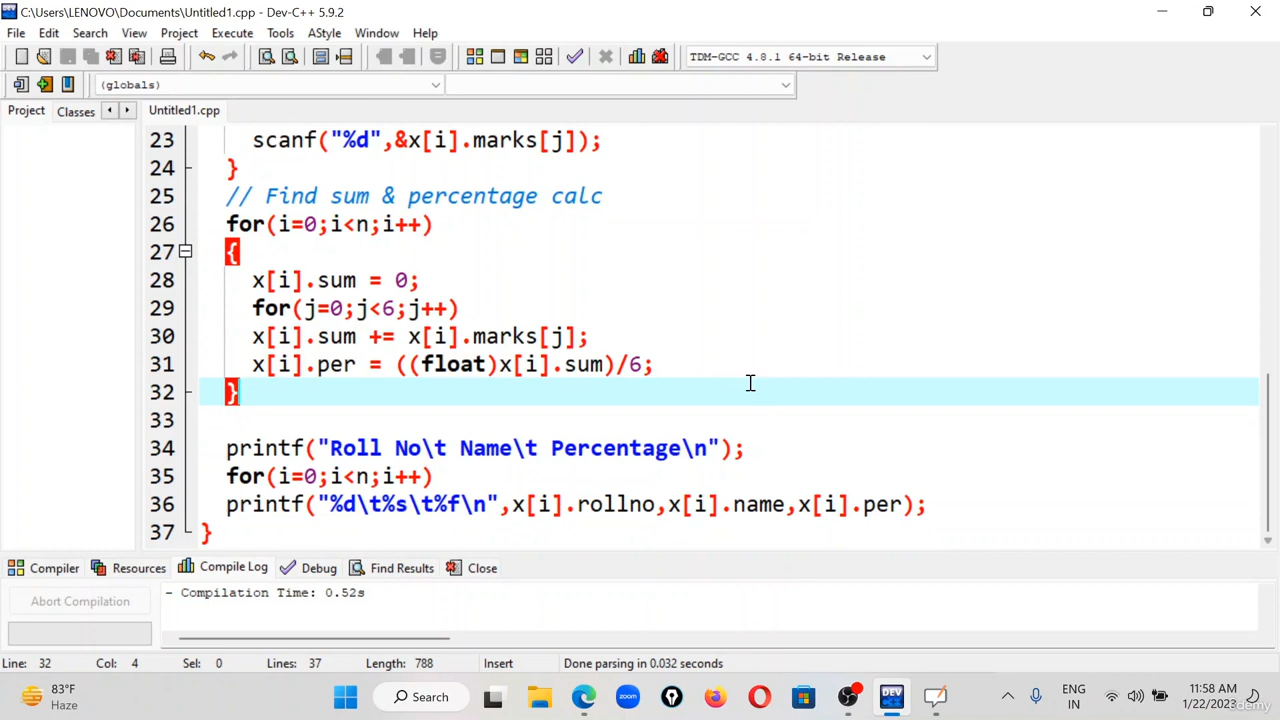 C:\Users\LENOVO\Documents\Untitled1.cpp - Dev-C++ 5.9.2
File Edit Search View Project Execute Tools AStyle Window Help
TDM-GCC 4.8.1 64-bit Release
(globals)
Project Classes Untitled1.cpp
23 scanf("%d",&x[i].marks[j]);
24 }
25 // Find sum & percentage calc
26 for(i=0;i<n;i++)
27 {
28 x[i].sum = 0;
29 for(j=0;j<6;j++)
30 x[i].sum += x[i].marks[j];
31 x[i].per = ((float)x[i].sum)/6;
32 }
33
34 printf("Roll No\t Name\t Percentage\n");
35 for(i=0;i<n;i++)
36 printf("%d\t%s\t%f\n",x[i].rollno,x[i].name,x[i].per);
37 }
Compiler Resources Compile Log Debug Find Results Close
Abort Compilation
- Compilation Time: 0.52s
Line: 32 Col: 4 Sel: 0 Lines: 37 Length: 788 Insert Done parsing in 0.032 seconds
83°F
Haze
Search
zoom
DEV
ENG
IN
11:58 AM
1/22/2023